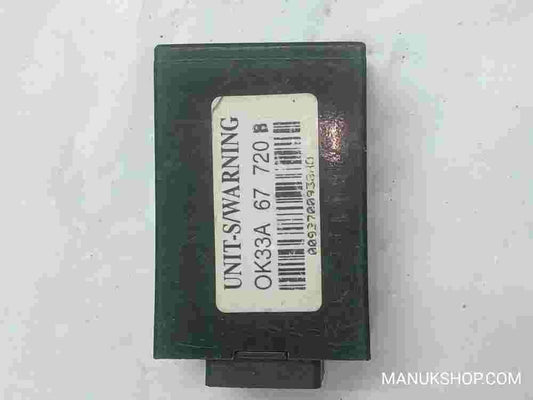 UNIT-S/WARNING
OK33A 67 720 B
MANUKSHOP.COM